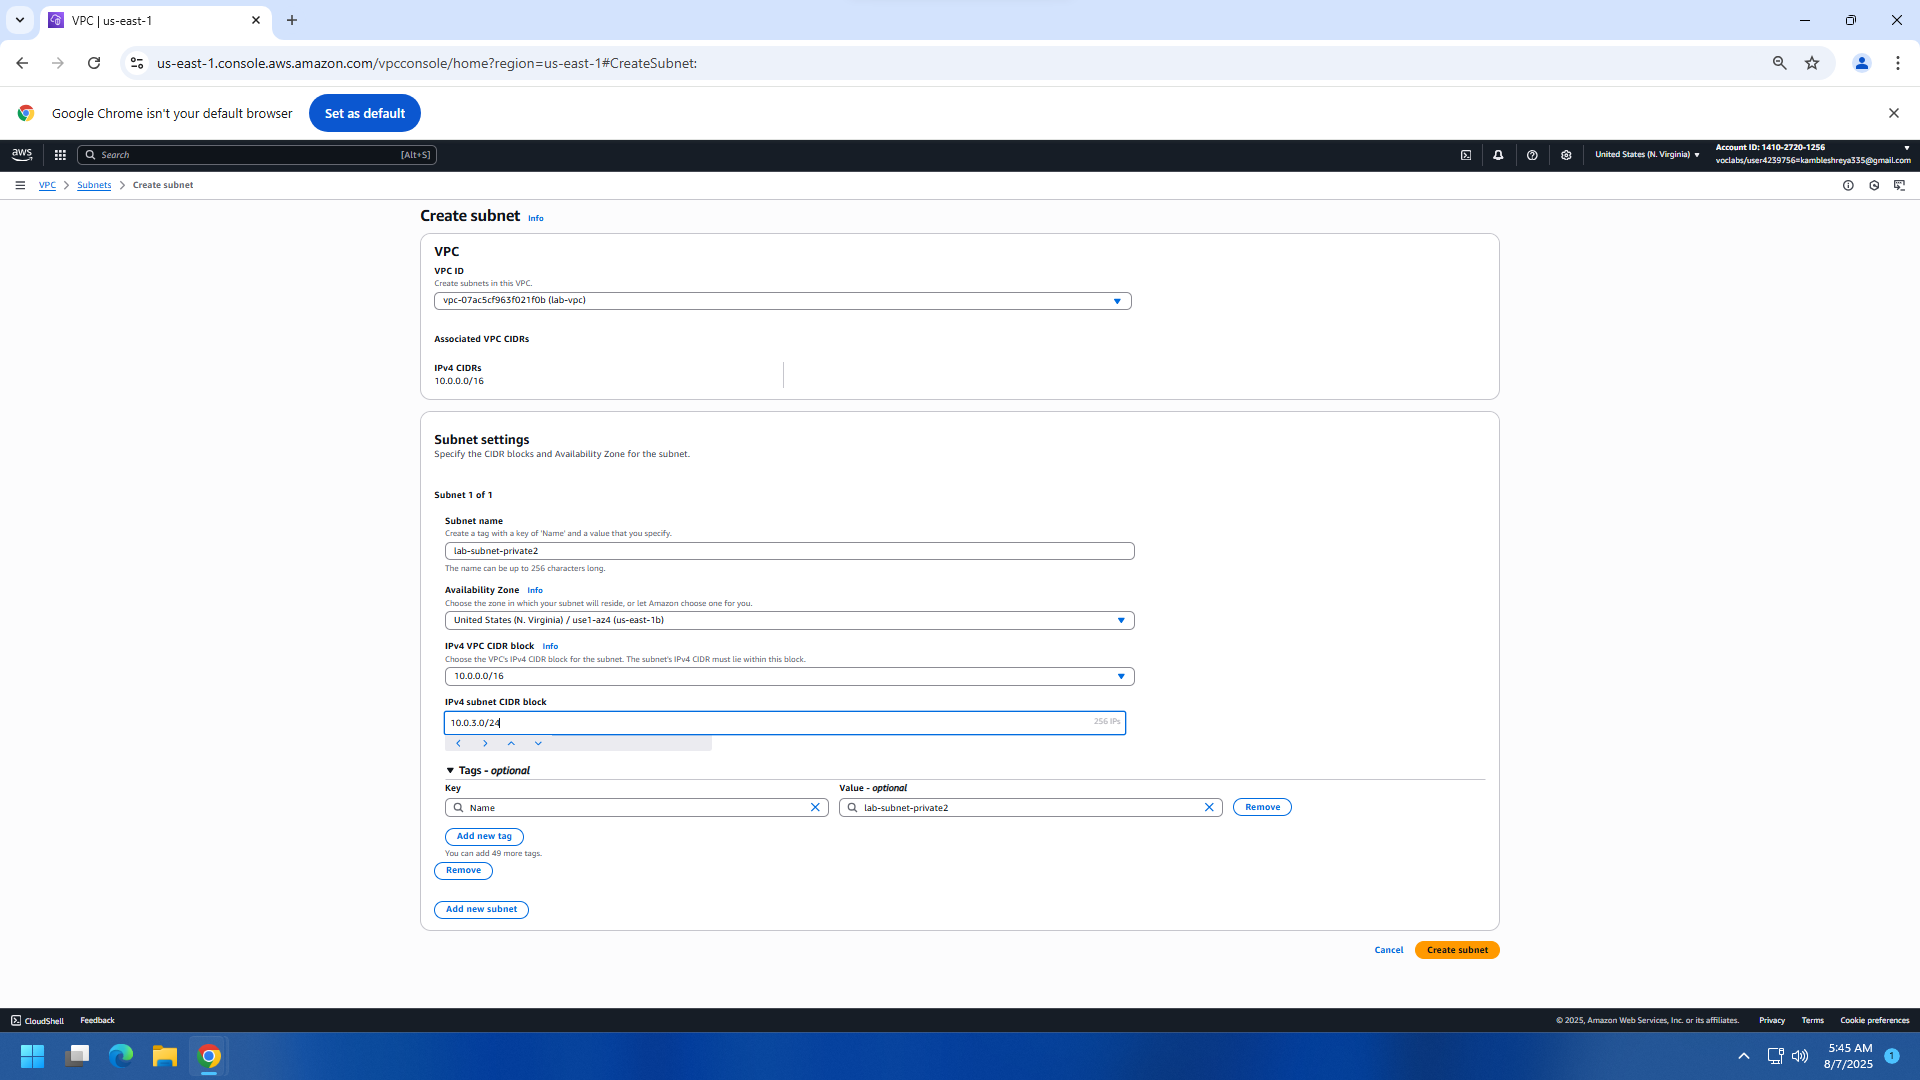 VPC | us-east-1
us-east-1.console.aws.amazon.com/vpcconsole/home?region=us-east-1#CreateSubnet:
Google Chrome isn't your default browser
Set as default
aws
Search
[Alt+S]
United States (N. Virginia)
Account ID: 1410-2720-1256
voclabs/user4239756=kambleshreya335@gmail.com
VPC
Subnets
Create subnet
Create subnet Info
VPC
VPC ID
Create subnets in this VPC.
vpc-07ac5cf963f021f0b (lab-vpc)
Associated VPC CIDRs
IPv4 CIDRs
10.0.0.0/16
Subnet settings
Specify the CIDR blocks and Availability Zone for the subnet.
Subnet 1 of 1
Subnet name
Create a tag with a key of 'Name' and a value that you specify.
lab-subnet-private2
The name can be up to 256 characters long.
Availability Zone Info
Choose the zone in which your subnet will reside, or let Amazon choose one for you.
United States (N. Virginia) / use1-az4 (us-east-1b)
IPv4 VPC CIDR block Info
Choose the VPC's IPv4 CIDR block for the subnet. The subnet's IPv4 CIDR must lie within this block.
10.0.0.0/16
IPv4 subnet CIDR block
10.0.3.0/24
256 IPs
Tags - optional
Key
Value - optional
Name
lab-subnet-private2
Remove
Add new tag
You can add 49 more tags.
Remove
Add new subnet
Cancel
Create subnet
CloudShell
Feedback
© 2025, Amazon Web Services, Inc. or its affiliates.
Privacy
Terms
Cookie preferences
5:45 AM
8/7/2025
1